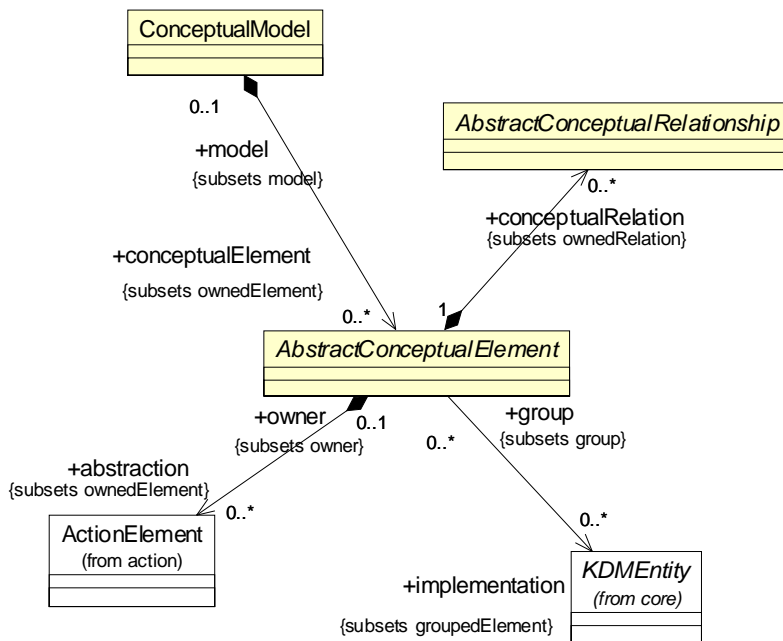 ConceptualModel
0..1
+model
{subsets model}
AbstractConceptualRelationship
0..*
+conceptualRelation
{subsets ownedRelation}
+conceptualElement
{subsets ownedElement}
0..*
1
AbstractConceptualElement
+owner
0..1
{subsets owner}
+group
0..*
{subsets group}
+abstraction
{subsets ownedElement}
0..*
ActionElement
(from action)
0..*
+implementation
{subsets groupedElement}
KDMEntity
(from core)